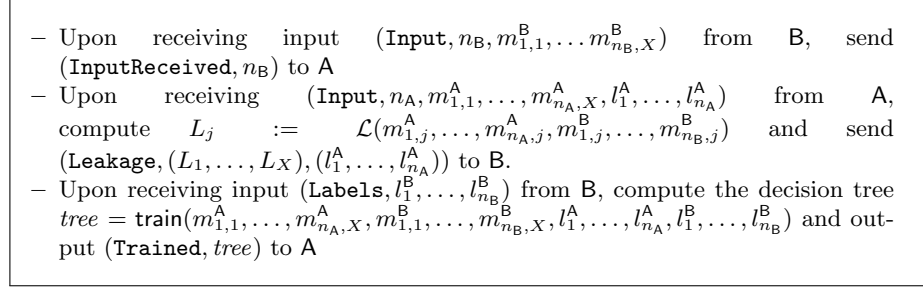 – Upon receiving input (Input, n_B, m^B_{1,1}, … m^B_{n_B,X}) from B, send
(InputReceived, n_B) to A
– Upon receiving (Input, n_A, m^A_{1,1}, …, m^A_{n_A,X}, l^A_1, …, l^A_{n_A}) from A,
compute L_j := ℒ(m^A_{1,j}, …, m^A_{n_A,j}, m^B_{1,j}, …, m^B_{n_B,j}) and send
(Leakage, (L_1, …, L_X), (l^A_1, …, l^A_{n_A})) to B.
– Upon receiving input (Labels, l^B_1, …, l^B_{n_B}) from B, compute the decision tree
tree = train(m^A_{1,1}, …, m^A_{n_A,X}, m^B_{1,1}, …, m^B_{n_B,X}, l^A_1, …, l^A_{n_A}, l^B_1, …, l^B_{n_B}) and out-
put (Trained, tree) to A